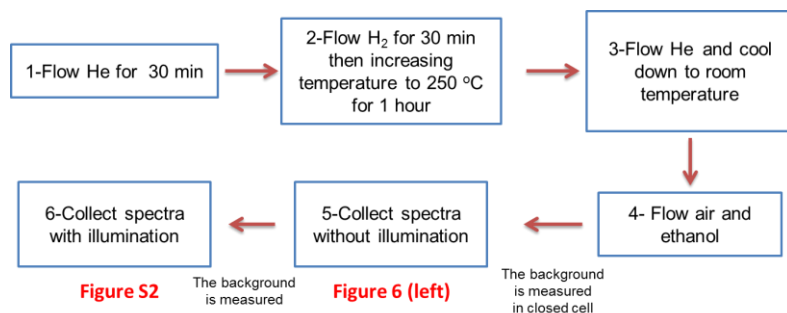 1-Flow He for 30 min
2-Flow H₂ for 30 min
then increasing
temperature to 250 ºC
for 1 hour
3-Flow He and cool
down to room
temperature
4- Flow air and
ethanol
The background
is measured
in closed cell
5-Collect spectra
without illumination
Figure 6 (left)
The background
is measured
6-Collect spectra
with illumination
Figure S2